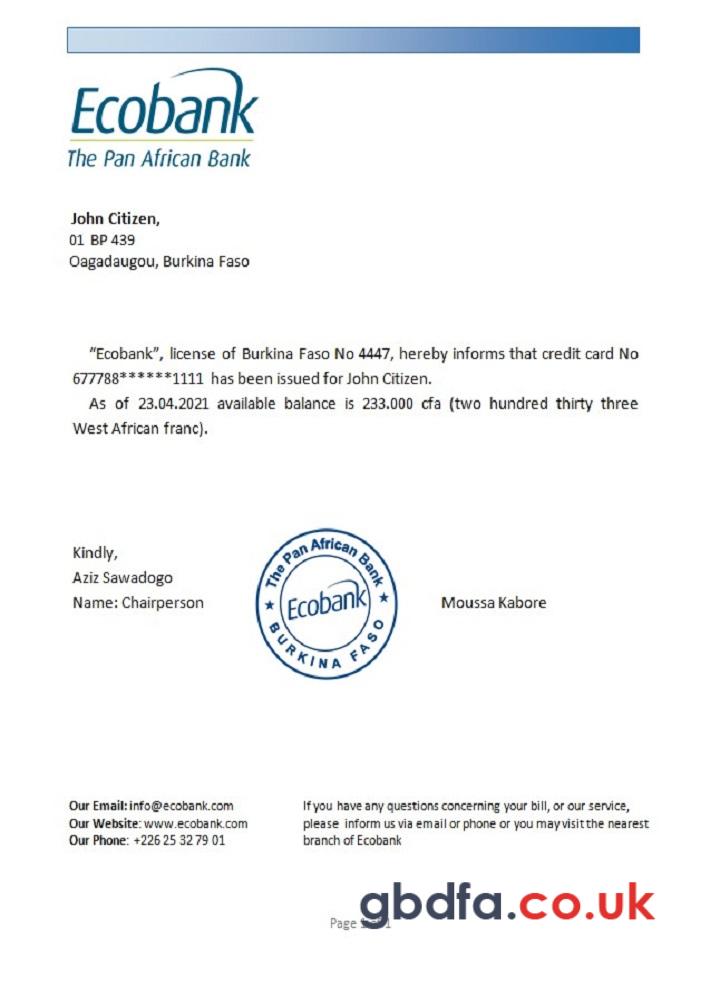 Ecobank
The Pan African Bank
John Citizen,
01 BP 439
Oagadaugou, Burkina Faso
“Ecobank”, license of Burkina Faso No 4447, hereby informs that credit card No
677788******1111 has been issued for John Citizen.
As of 23.04.2021 available balance is 233.000 cfa (two hundred thirty three
West African franc).
Kindly,
Aziz Sawadogo
Name: Chairperson
The Pan African Bank
Ecobank
BURKINA FASO
Moussa Kabore
Our Email: info@ecobank.com
Our Website: www.ecobank.com
Our Phone: +226 25 32 79 01
If you have any questions concerning your bill, or our service,
please inform us via email or phone or you may visit the nearest
branch of Ecobank
gbdfa.co.uk
Page 1